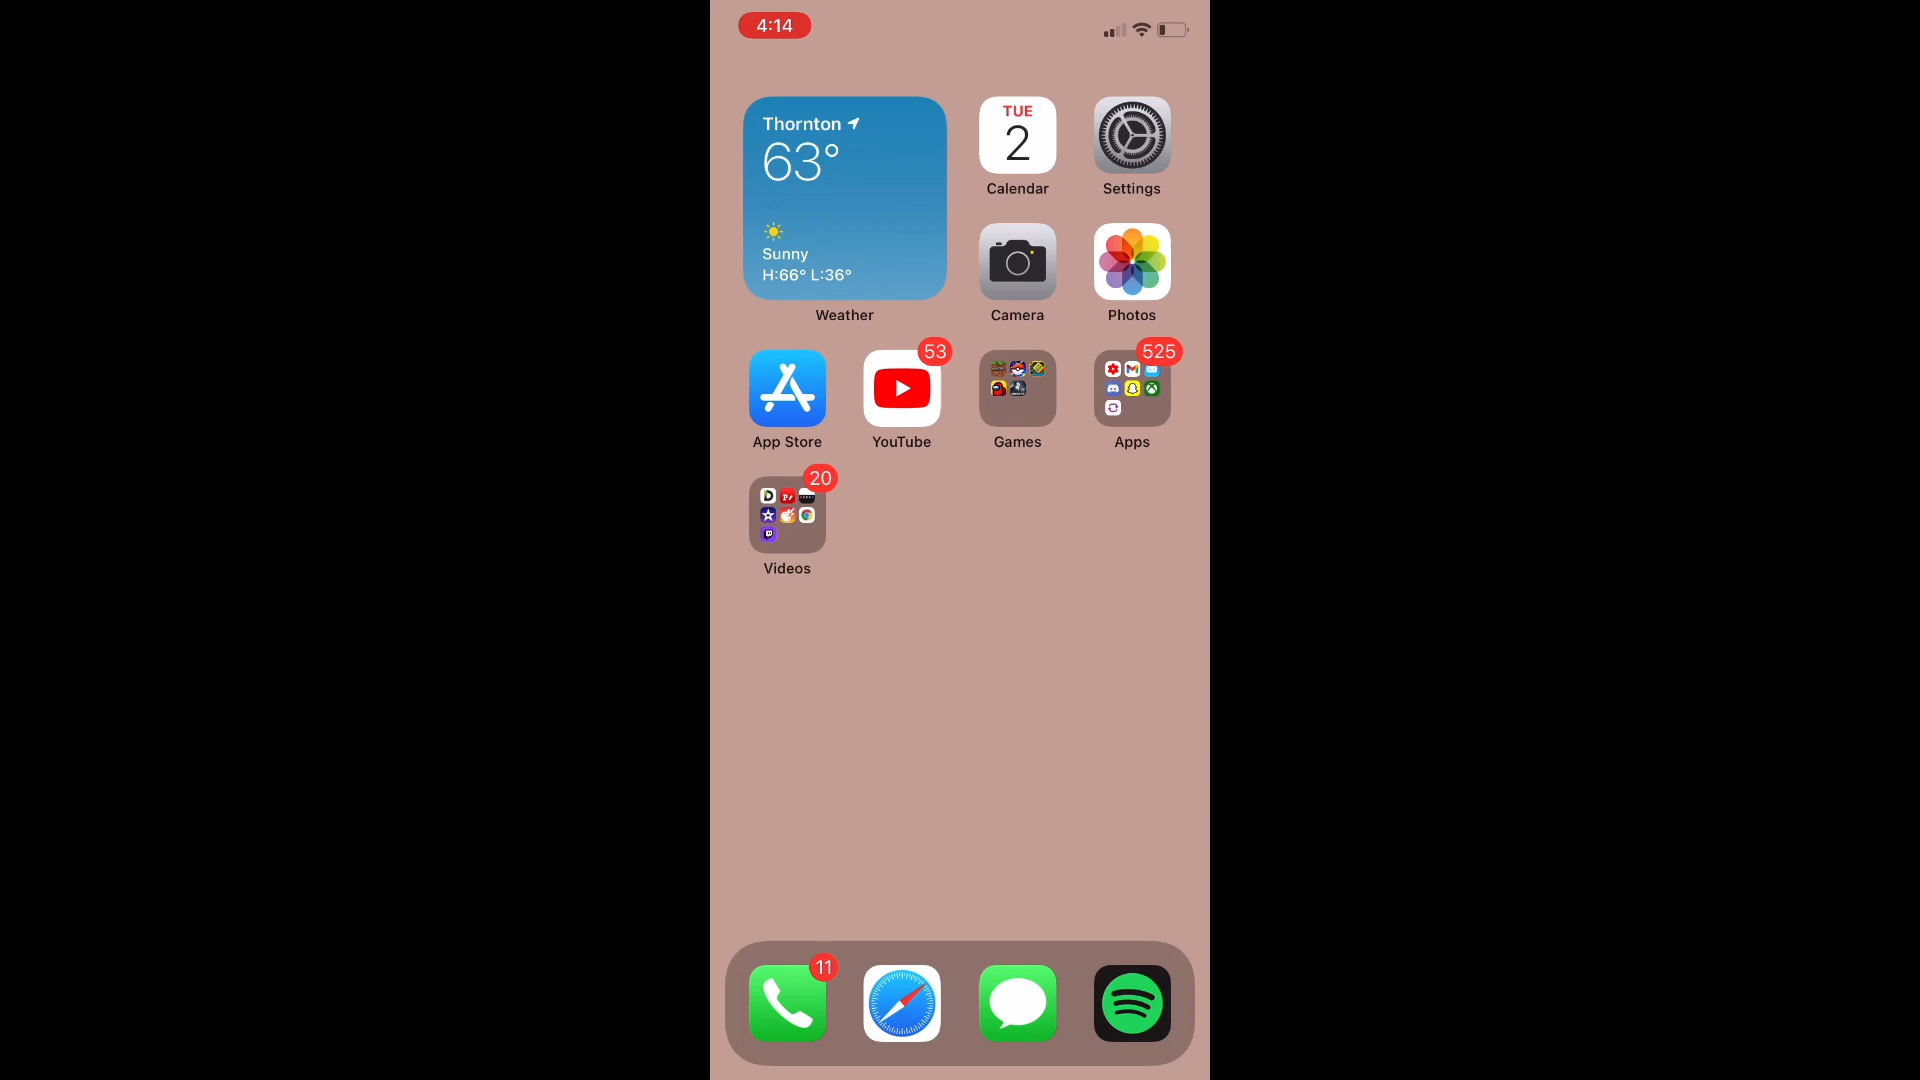 4:14
Thornton
63°
Sunny
H:66° L:36°
Weather
TUE
2
Calendar
Settings
Camera
Photos
App Store
53
YouTube
Games
525
Apps
20
Videos
11